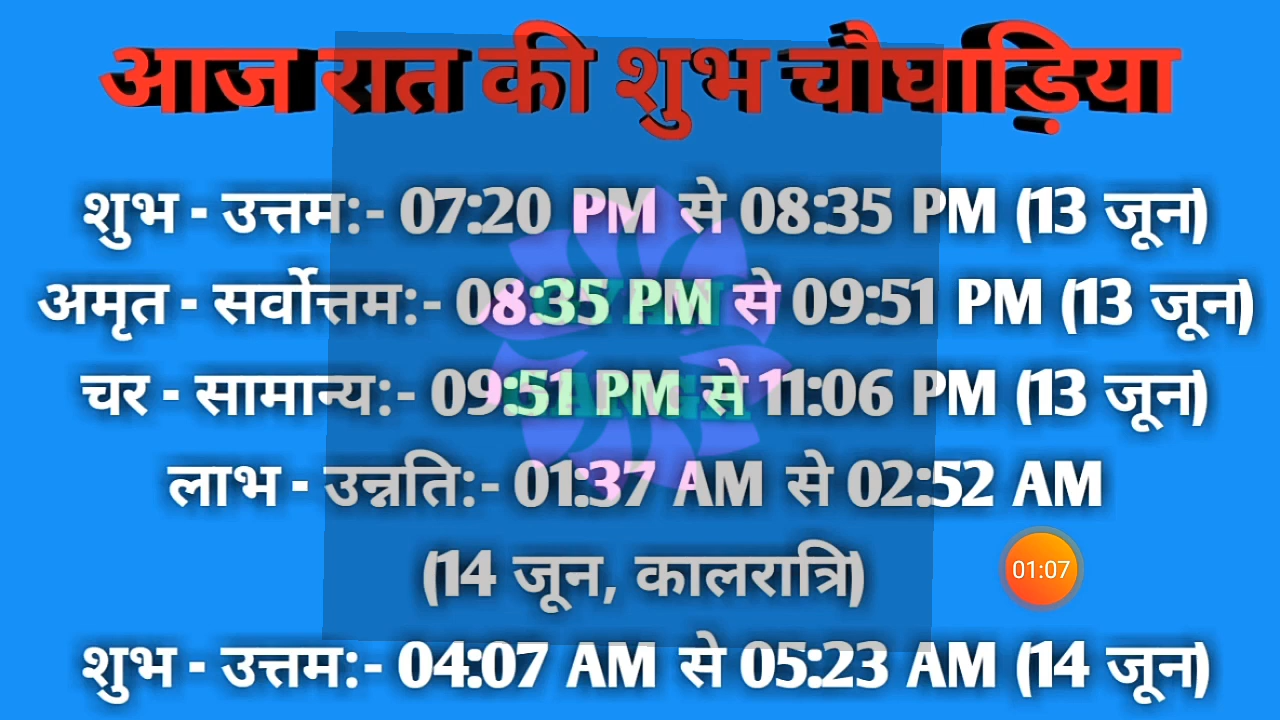 आज रात की शुभ चौघाड़िया
शुभ - उत्तम:- 07:20 PM से 08:35 PM (13 जून)
अमृत - सर्वोत्तम:- 08:35 PM से 09:51 PM (13 जून)
चर - सामान्य:- 09:51 PM से 11:06 PM (13 जून)
लाभ - उन्नति:- 01:37 AM से 02:52 AM
(14 जून, कालरात्रि)
01:07
शुभ - उत्तम:- 04:07 AM से 05:23 AM (14 जून)